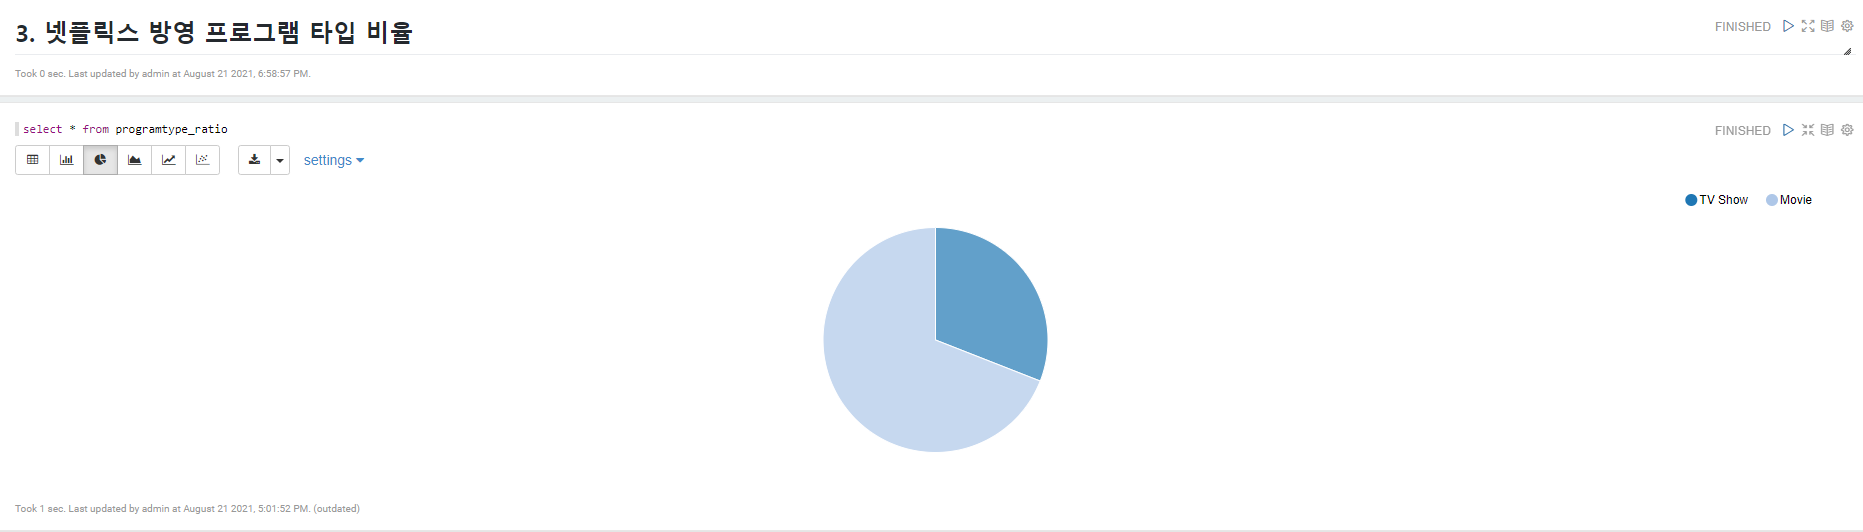 3. 넷플릭스 방영 프로그램 타입 비율
FINISHED
Took 0 sec. Last updated by admin at August 21 2021, 6:58:57 PM.
select * from programtype_ratio
FINISHED
settings
TV Show Movie
Took 1 sec. Last updated by admin at August 21 2021, 5:01:52 PM. (outdated)